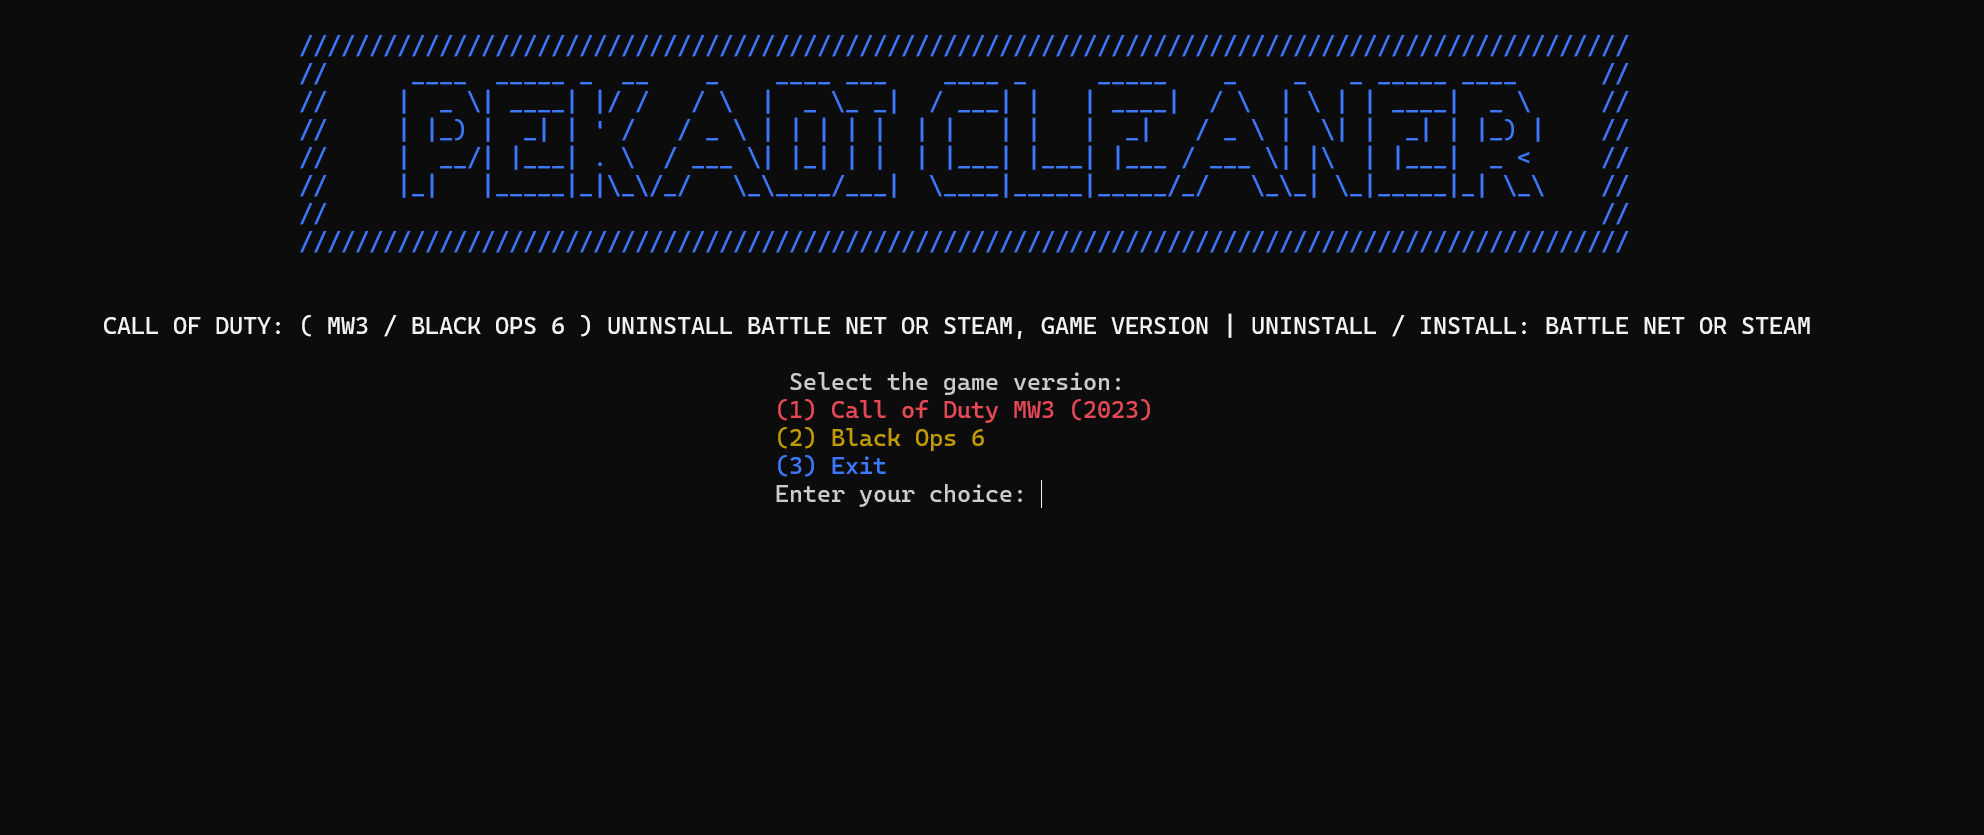 PEKADI CLEANER
CALL OF DUTY: ( MW3 / BLACK OPS 6 ) UNINSTALL BATTLE NET OR STEAM, GAME VERSION | UNINSTALL / INSTALL: BATTLE NET OR STEAM
Select the game version:
(1) Call of Duty MW3 (2023)
(2) Black Ops 6
(3) Exit
Enter your choice: